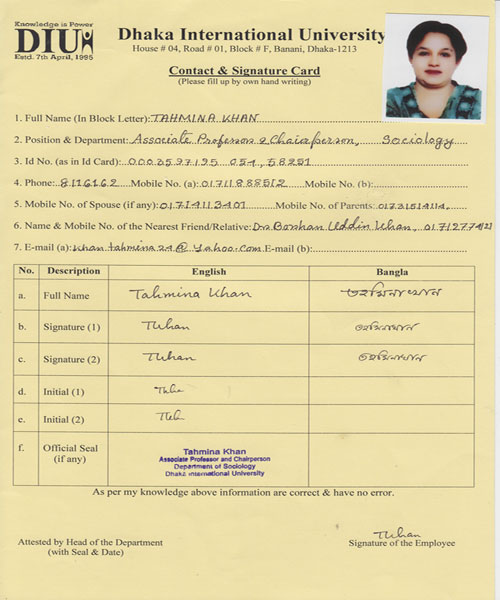 Knowledge is Power
DIU
Estd. 7th April, 1995
Dhaka International University
House # 04, Road # 01, Block # F, Banani, Dhaka-1213
Contact & Signature Card
(Please fill up by own hand writing)
1. Full Name (In Block Letter): TAHMINA KHAN
2. Position & Department: Associate Professor & Chairperson, Sociology
3. Id No. (as in Id Card): 0003597195 054, 58251
4. Phone: 8116162 Mobile No. (a): 01711888512 Mobile No. (b):
5. Mobile No. of Spouse (if any): 01714113401 Mobile No. of Parents: 01731514114,
6. Name & Mobile No. of the Nearest Friend/Relative: Dr. Borhan Uddin Khan,
7. E-mail (a): khan tahmina24@yahoo.com E-mail (b):
No. Description English Bangla
a. Full Name Tahmina Khan তাহমিনা খান
b. Signature (1) TKhan তাহমিনা খান
c. Signature (2) TKhan তাহমিনা খান
d. Initial (1)
e. Initial (2)
f. Official Seal (if any)
Tahmina Khan
Associate Professor and Chairperson
Department of Sociology
Dhaka International University
As per my knowledge above information are correct & have no error.
TKhan
Attested by Head of the Department Signature of the Employee
(with Seal & Date)